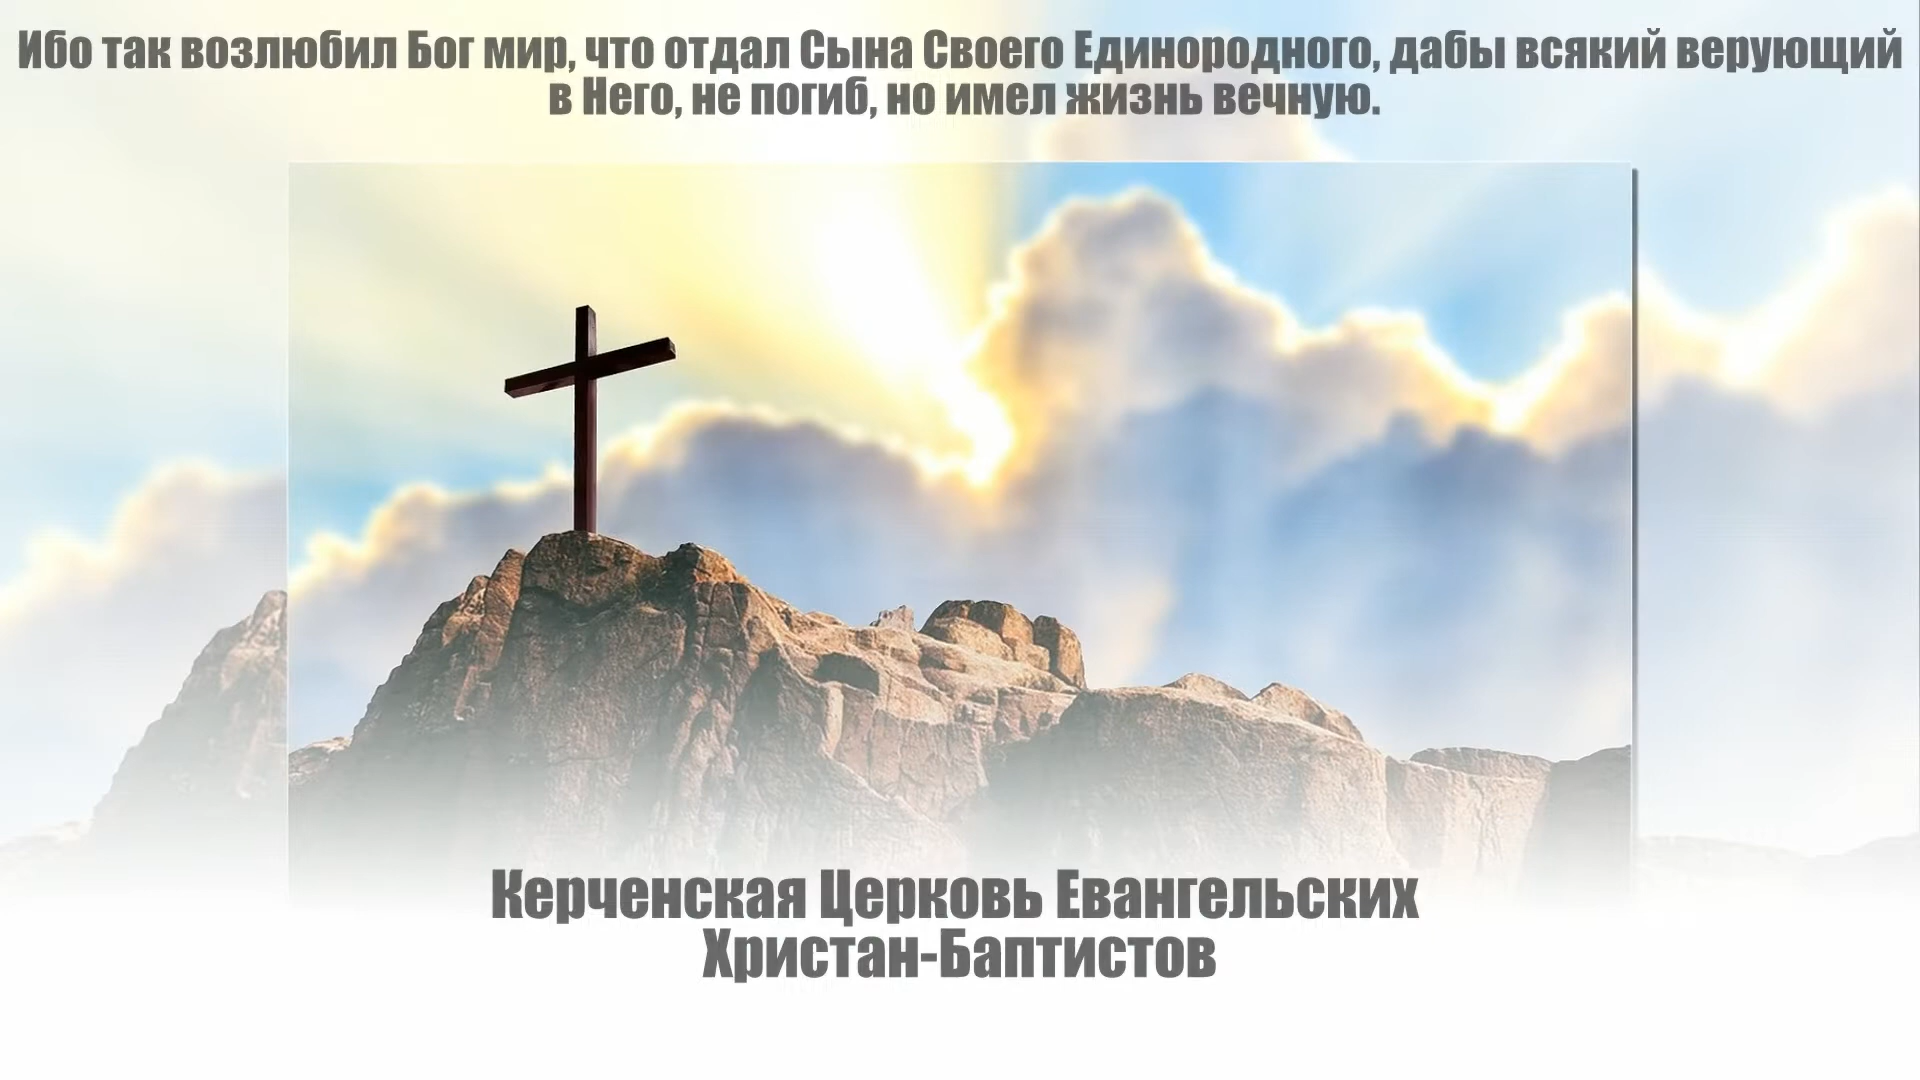 Ибо так возлюбил Бог мир, что отдал Сына Своего Единородного, дабы всякий верующий
в Него, не погиб, но имел жизнь вечную.
Керченская Церковь Евангельских
Христан-Баптистов